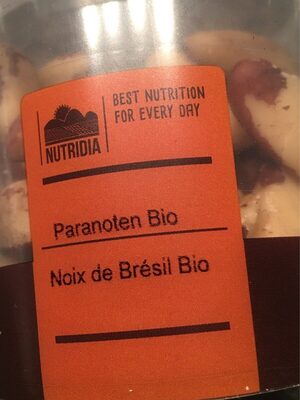 NUTRIDIA
BEST NUTRITION
FOR EVERY DAY
Paranoten Bio
Noix de Brésil Bio